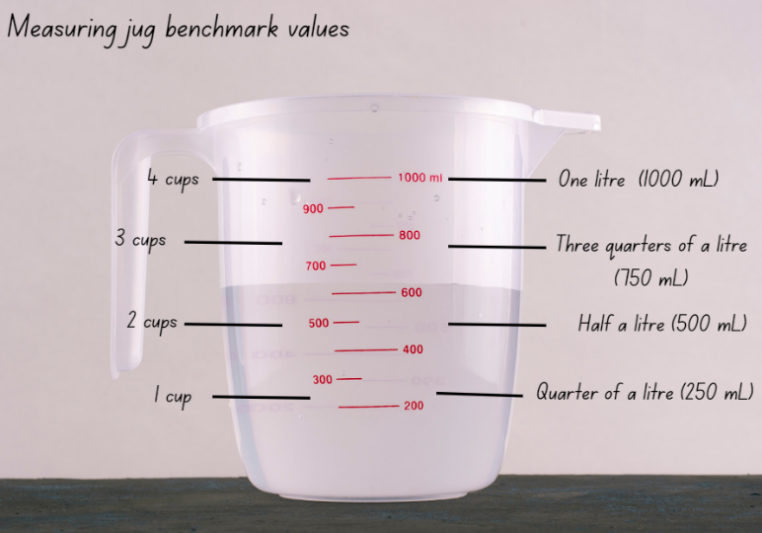 Measuring jug benchmark values
4 cups
1000 ml
One litre (1000 mL)
900
3 cups
800
Three quarters of a litre
(750 mL)
700
600
2 cups
500
Half a litre (500 mL)
400
300
1 cup
Quarter of a litre (250 mL)
200